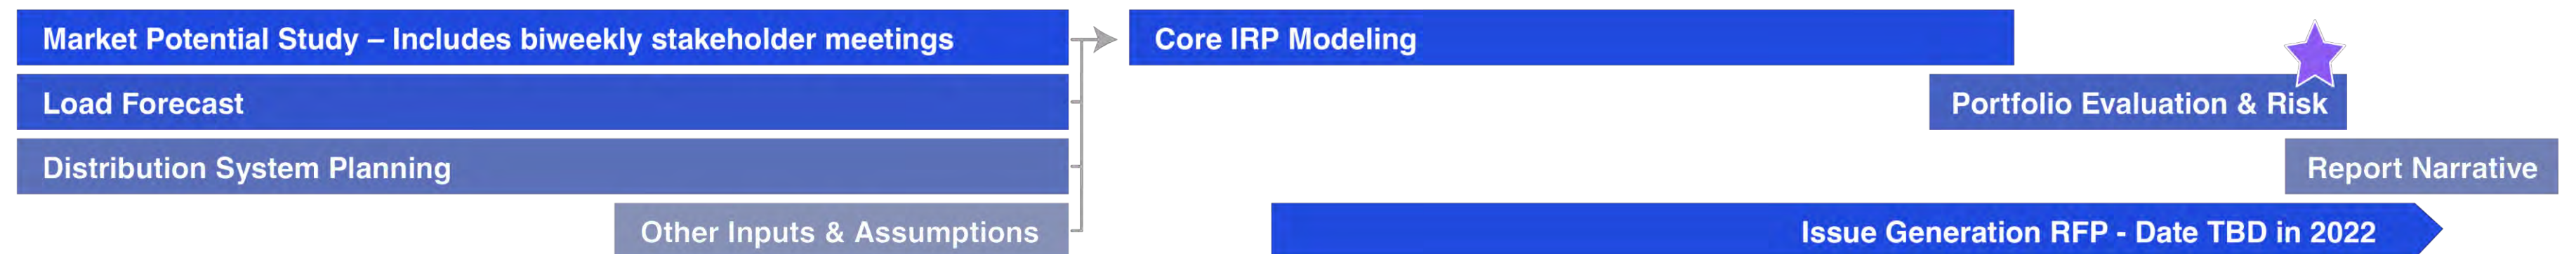 Market Potential Study – Includes biweekly stakeholder meetings
Core IRP Modeling
Load Forecast
Portfolio Evaluation & Risk
Distribution System Planning
Report Narrative
Other Inputs & Assumptions
Issue Generation RFP - Date TBD in 2022